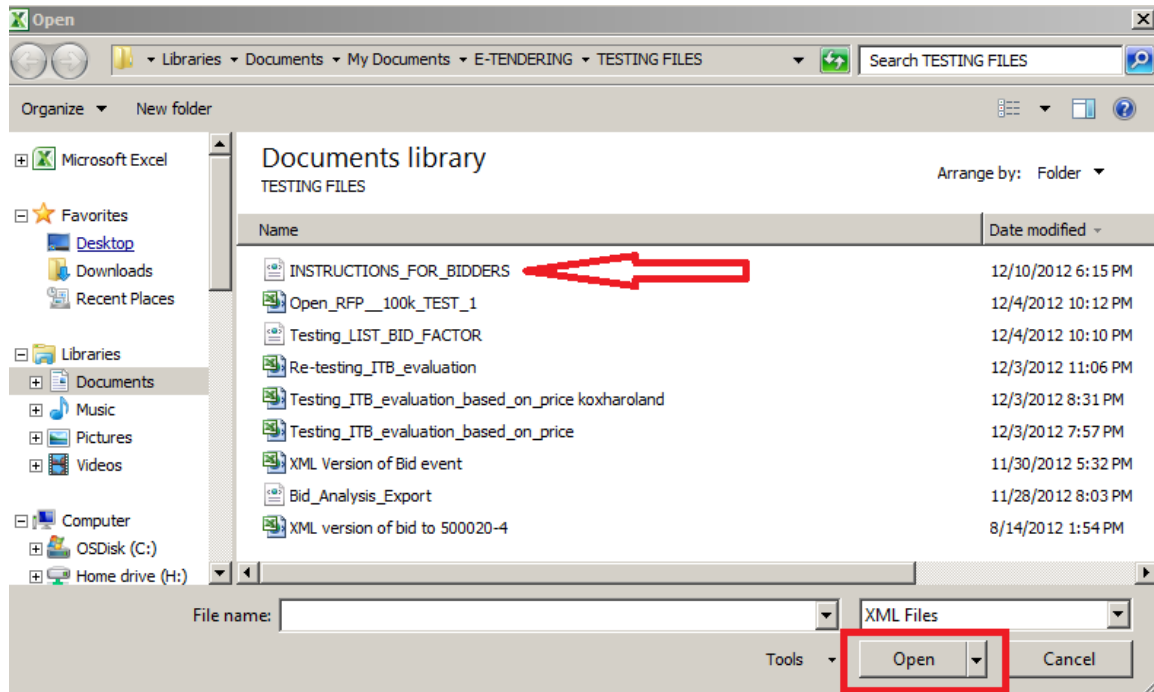 Open
Libraries Documents My Documents E-TENDERING TESTING FILES Search TESTING FILES
Organize New folder
Microsoft Excel
Favorites
Desktop
Downloads
Recent Places
Libraries
Documents
Music
Pictures
Videos
Computer
OSDisk (C:)
Home drive (H:)
Documents library
TESTING FILES
Arrange by: Folder
Name Date modified
INSTRUCTIONS_FOR_BIDDERS 12/10/2012 6:15 PM
Open_RFP__100k_TEST_1 12/4/2012 10:12 PM
Testing_LIST_BID_FACTOR 12/4/2012 10:10 PM
Re-testing_ITB_evaluation 12/3/2012 11:06 PM
Testing_ITB_evaluation_based_on_price koxharoland 12/3/2012 8:31 PM
Testing_ITB_evaluation_based_on_price 12/3/2012 7:57 PM
XML Version of Bid event 11/30/2012 5:32 PM
Bid_Analysis_Export 11/28/2012 8:03 PM
XML version of bid to 500020-4 8/14/2012 1:54 PM
File name: XML Files
Tools Open Cancel